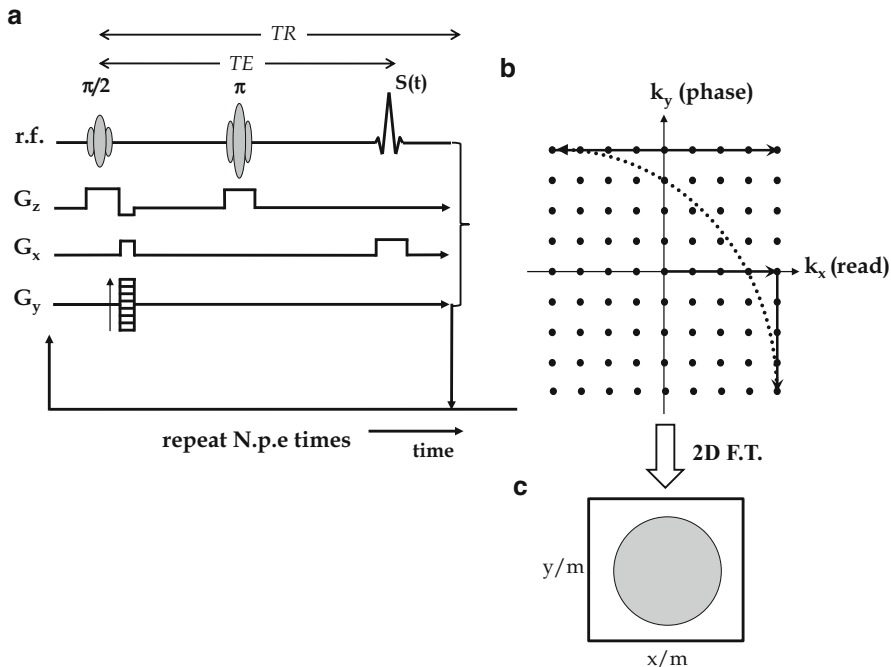 a
TR
TE
π/2
π
S(t)
r.f.
G_z
G_x
G_y
repeat N.p.e times
time
b
k_y (phase)
k_x (read)
2D F.T.
c
y/m
x/m